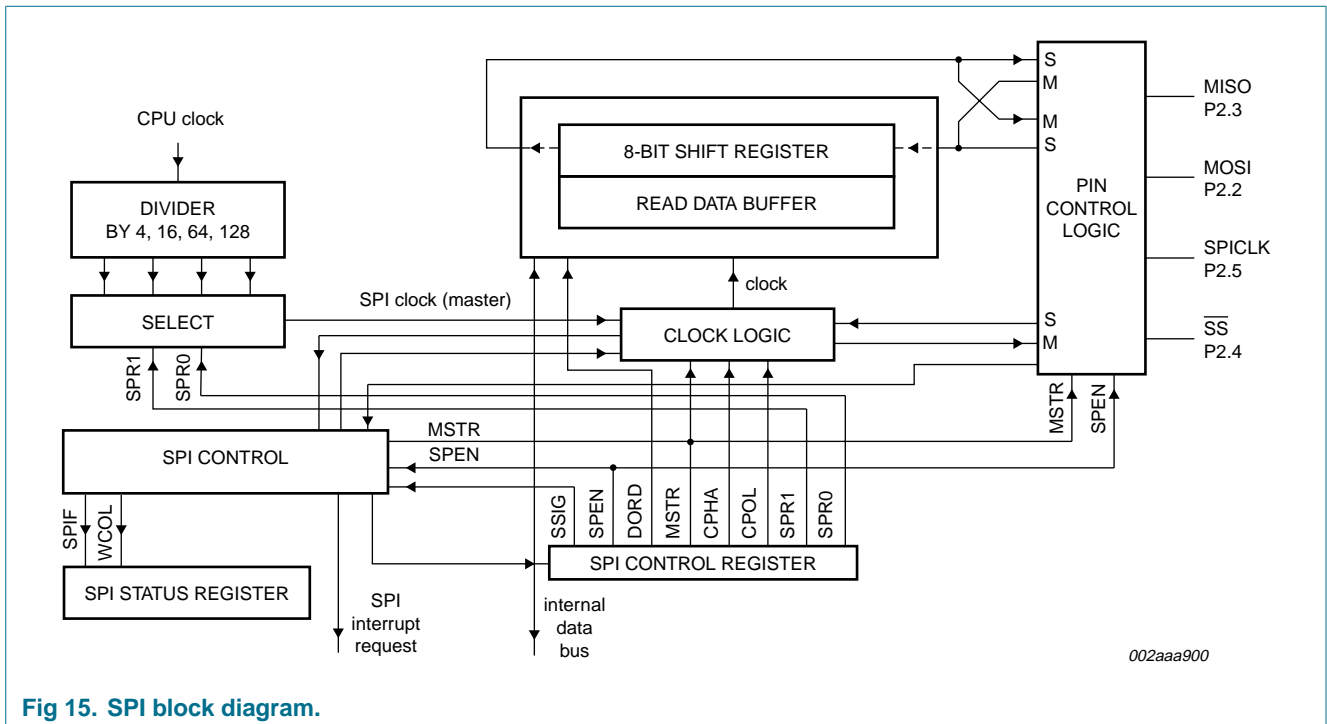 CPU clock
DIVIDER
BY 4, 16, 64, 128
SELECT
SPR1
SPR0
SPI clock (master)
8-BIT SHIFT REGISTER
READ DATA BUFFER
clock
CLOCK LOGIC
S
M
M
S
PIN
CONTROL
LOGIC
S
M
MISO
P2.3
MOSI
P2.2
SPICLK
P2.5
SS
P2.4
MSTR
SPEN
SPI CONTROL
MSTR
SPEN
SPIF
WCOL
SPI STATUS REGISTER
SSIG
SPEN
DORD
MSTR
CPHA
CPOL
SPR1
SPR0
SPI CONTROL REGISTER
SPI
interrupt
request
internal
data
bus
002aaa900
Fig 15. SPI block diagram.